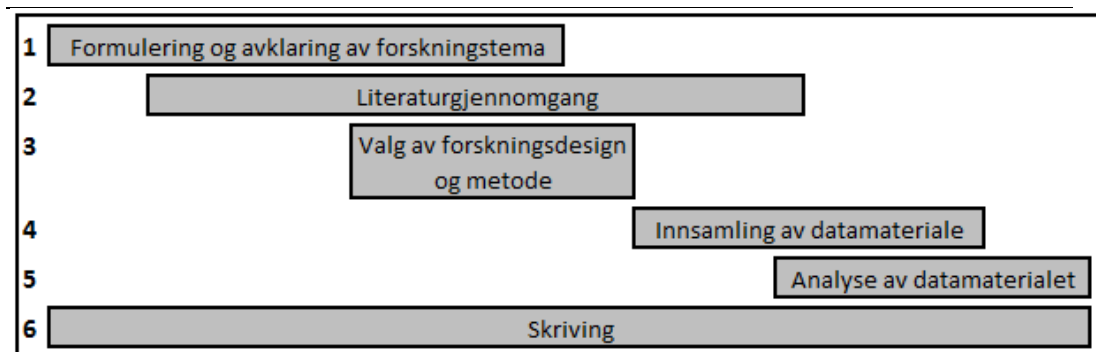 1 Formulering og avklaring av forskningstema
2 Literaturgjennomgang
3 Valg av forskningsdesign
og metode
4 Innsamling av datamateriale
5 Analyse av datamaterialet
6 Skriving